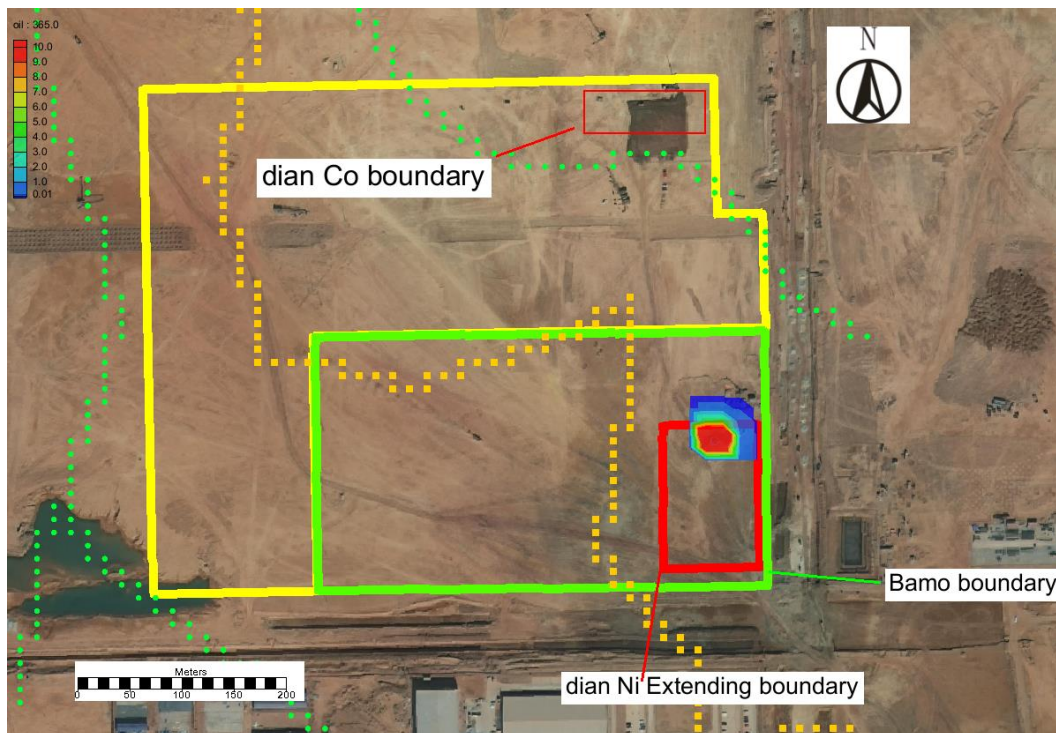 oil : 365.0
10.0
9.0
8.0
7.0
6.0
5.0
4.0
3.0
2.0
1.0
0.01
N
dian Co boundary
Bamo boundary
dian Ni Extending boundary
Meters
0 50 100 150 200